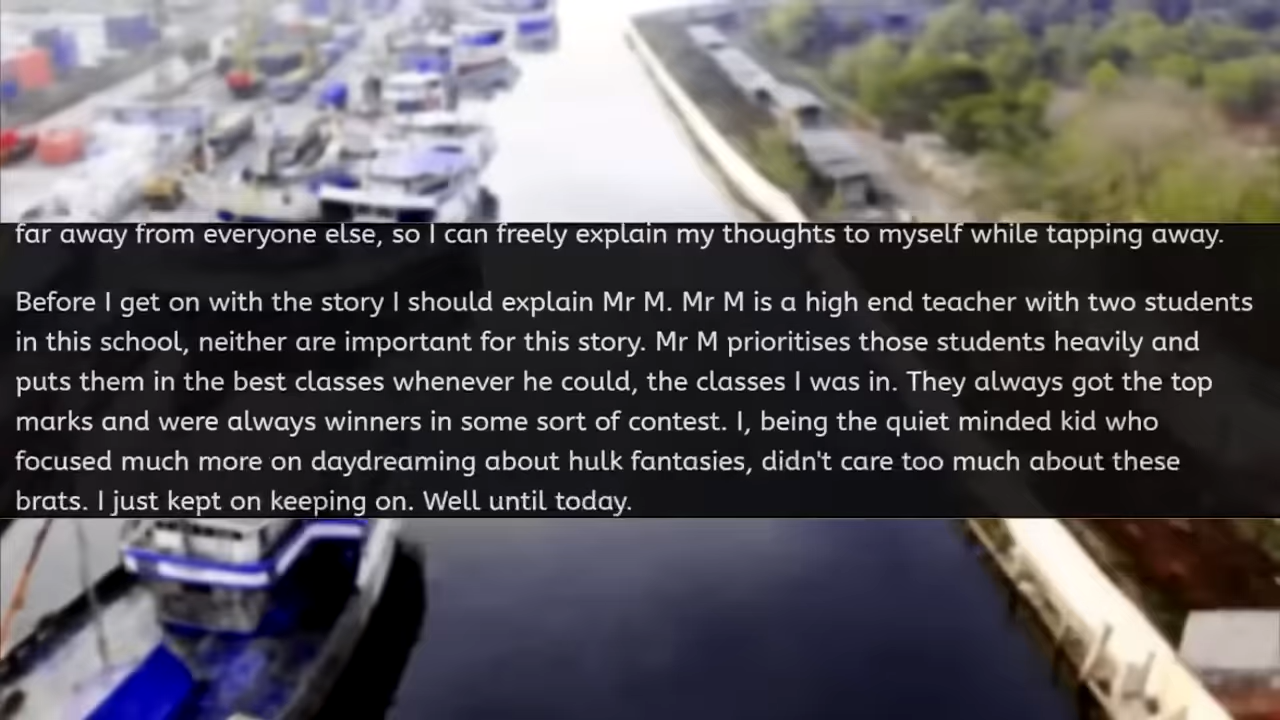 far away from everyone else, so I can freely explain my thoughts to myself while tapping away.
Before I get on with the story I should explain Mr M. Mr M is a high end teacher with two students
in this school, neither are important for this story. Mr M prioritises those students heavily and
puts them in the best classes whenever he could, the classes I was in. They always got the top
marks and were always winners in some sort of contest. I, being the quiet minded kid who
focused much more on daydreaming about hulk fantasies, didn't care too much about these
brats. I just kept on keeping on. Well until today.